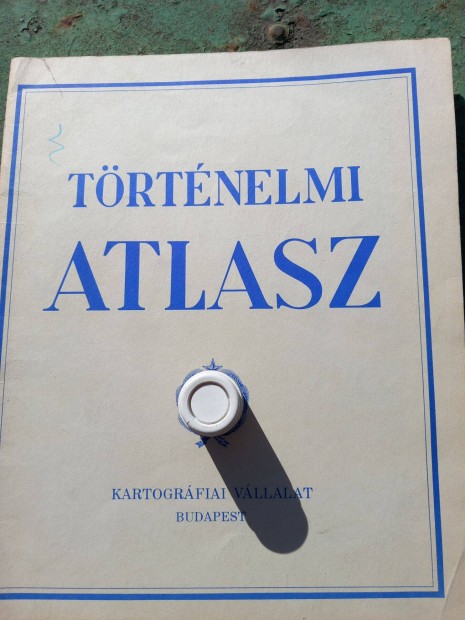 TÖRTÉNELMI
ATLASZ
KARTOGRÁFIAI VÁLLALAT
BUDAPEST